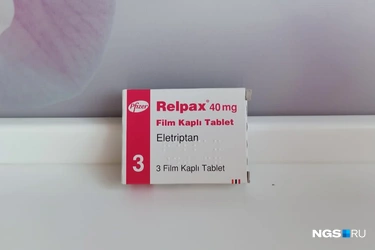 Pfizer
Relpax® 40 mg
Film Kaplı Tablet
Eletriptan
3
3 Film Kaplı Tablet
NGS RU